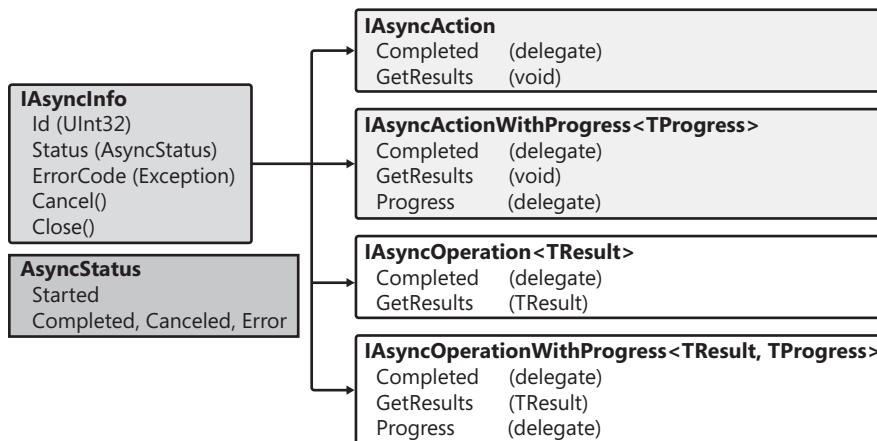 IAsyncInfo
Id (UInt32)
Status (AsyncStatus)
ErrorCode (Exception)
Cancel()
Close()
AsyncStatus
Started
Completed, Canceled, Error
IAsyncAction
Completed (delegate)
GetResults (void)
IAsyncActionWithProgress<TProgress>
Completed (delegate)
GetResults (void)
Progress (delegate)
IAsyncOperation<TResult>
Completed (delegate)
GetResults (TResult)
IAsyncOperationWithProgress<TResult, TProgress>
Completed (delegate)
GetResults (TResult)
Progress (delegate)